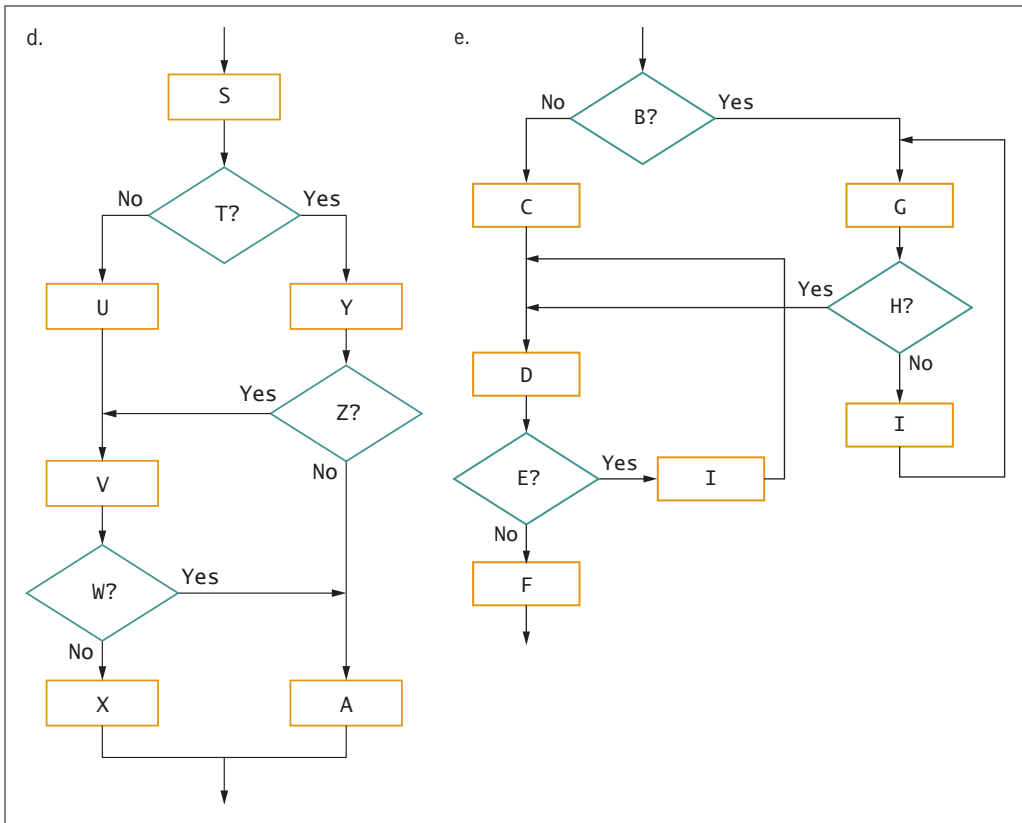 d.
S
T?
No
Yes
U
Y
Z?
Yes
No
V
W?
Yes
No
X
A
e.
B?
No
Yes
C
G
H?
Yes
No
D
I
E?
Yes
I
No
F